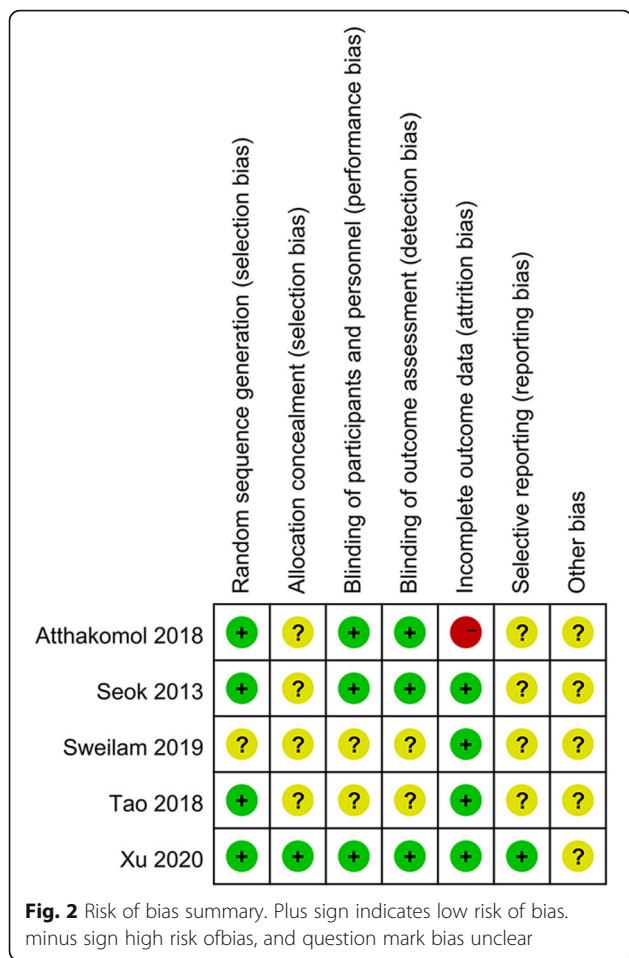 Random sequence generation (selection bias)
Allocation concealment (selection bias)
Blinding of participants and personnel (performance bias)
Blinding of outcome assessment (detection bias)
Incomplete outcome data (attrition bias)
Selective reporting (reporting bias)
Other bias
Atthakomol 2018 + ? + + − ? ?
Seok 2013 + ? + + + ? ?
Sweilam 2019 ? ? ? ? + ? ?
Tao 2018 + ? ? ? + ? ?
Xu 2020 + + + + + + ?
Fig. 2 Risk of bias summary. Plus sign indicates low risk of bias.
minus sign high risk ofbias, and question mark bias unclear